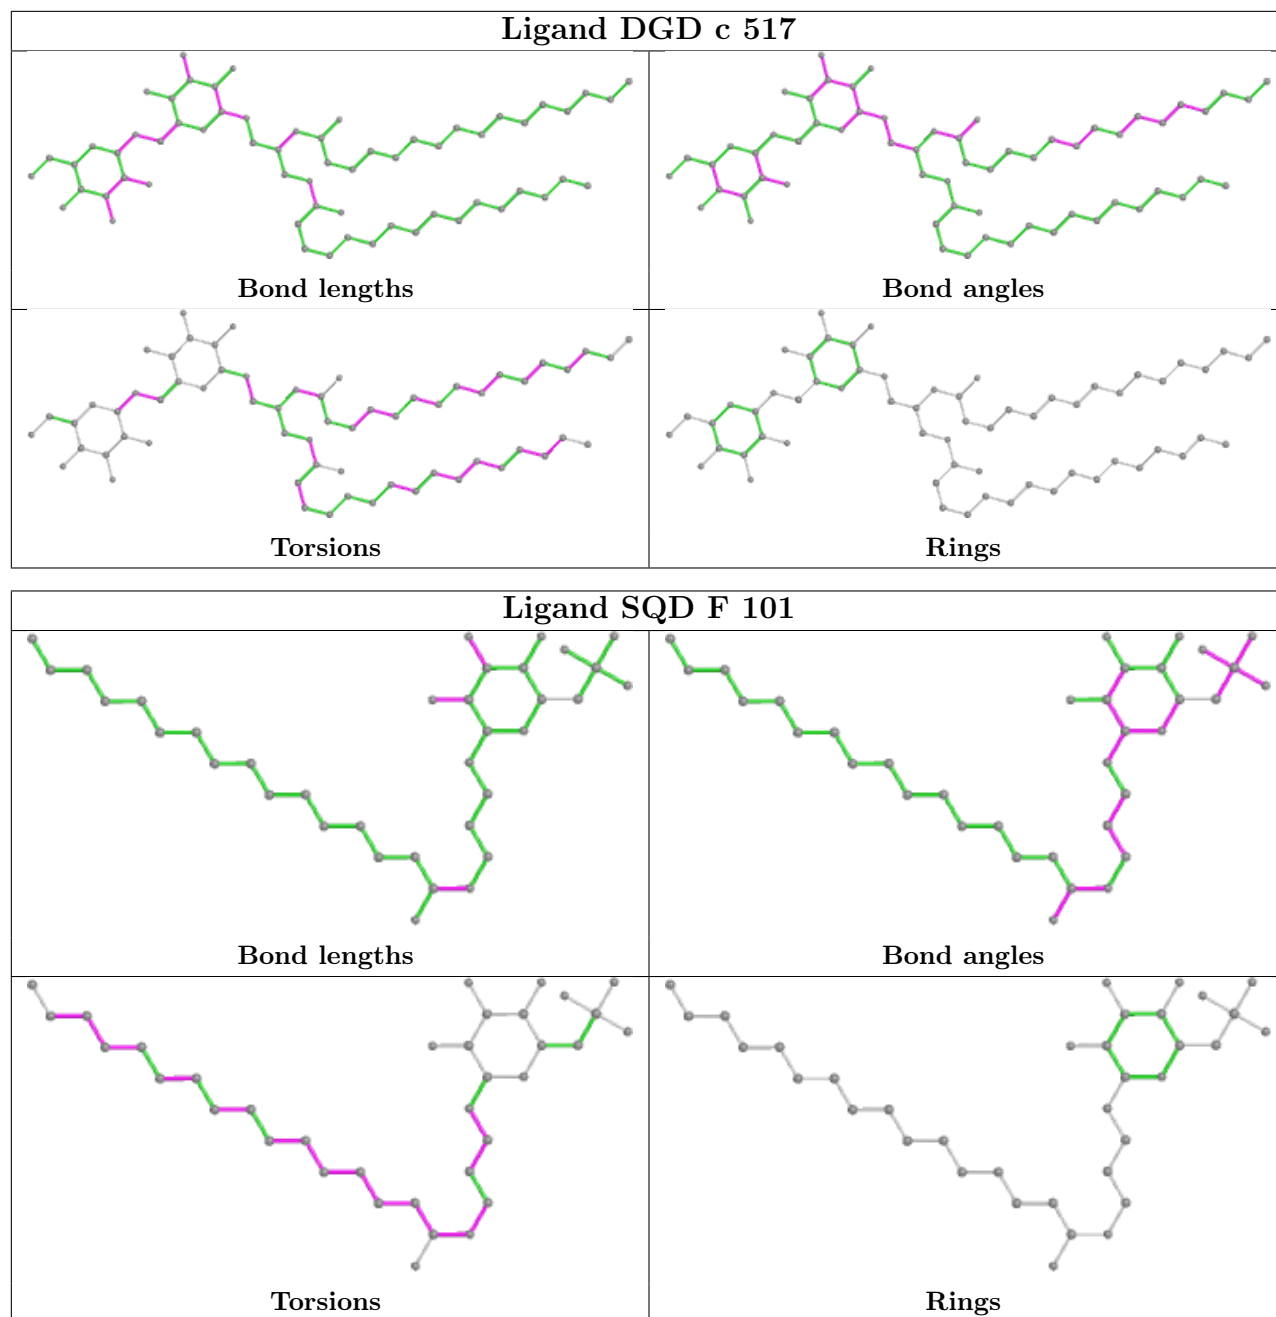 Ligand DGD c 517
Bond lengths
Bond angles
Torsions
Rings
Ligand SQD F 101
Bond lengths
Bond angles
Torsions
Rings